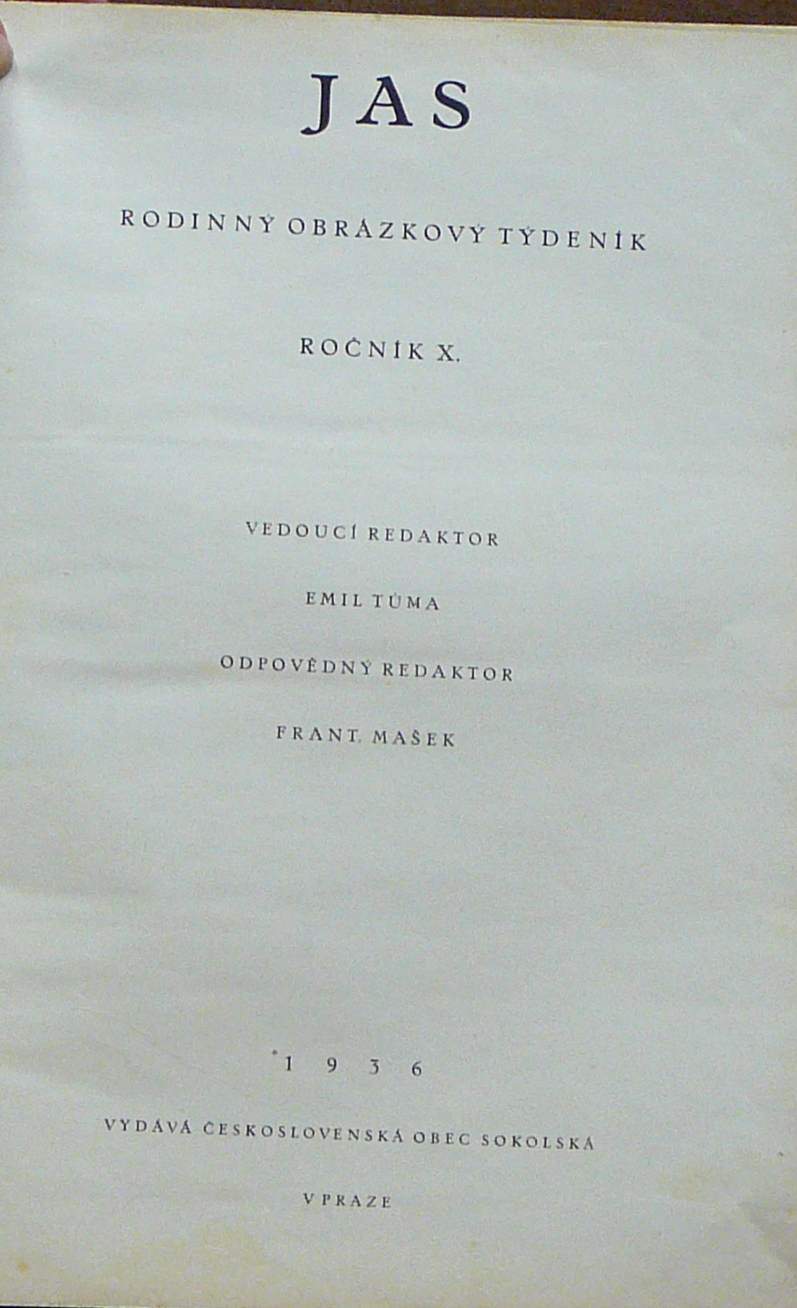 JAS
RODINNÝ OBRÁZKOVÝ TÝDENÍK
ROČNÍK X.
VEDOUCÍ REDAKTOR
EMIL TŮMA
ODPOVĚDNÝ REDAKTOR
FRANT. MAŠEK
1936
VYDÁVÁ ČESKOSLOVENSKÁ OBEC SOKOLSKÁ
V PRAZE